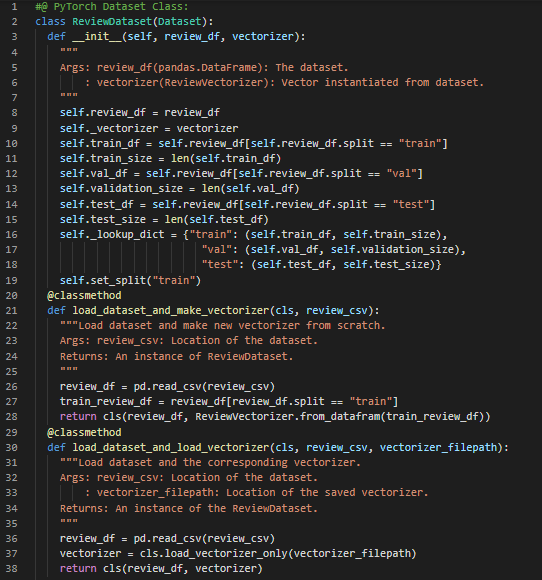 1 #@ PyTorch Dataset Class:
2 class ReviewDataset(Dataset):
3   def __init__(self, review_df, vectorizer):
4     """
5     Args: review_df(pandas.DataFrame): The dataset.
6         : vectorizer(ReviewVectorizer): Vector instantiated from dataset.
7     """
8     self.review_df = review_df
9     self._vectorizer = vectorizer
10     self.train_df = self.review_df[self.review_df.split == "train"]
11     self.train_size = len(self.train_df)
12     self.val_df = self.review_df[self.review_df.split == "val"]
13     self.validation_size = len(self.val_df)
14     self.test_df = self.review_df[self.review_df.split == "test"]
15     self.test_size = len(self.test_df)
16     self._lookup_dict = {"train": (self.train_df, self.train_size),
17                          "val": (self.val_df, self.validation_size),
18                          "test": (self.test_df, self.test_size)}
19     self.set_split("train")
20   @classmethod
21   def load_dataset_and_make_vectorizer(cls, review_csv):
22     """Load dataset and make new vectorizer from scratch.
23     Args: review_csv: Location of the dataset.
24     Returns: An instance of ReviewDataset.
25     """
26     review_df = pd.read_csv(review_csv)
27     train_review_df = review_df[review_df.split == "train"]
28     return cls(review_df, ReviewVectorizer.from_datafram(train_review_df))
29   @classmethod
30   def load_dataset_and_load_vectorizer(cls, review_csv, vectorizer_filepath):
31     """Load dataset and the corresponding vectorizer.
32     Args: review_csv: Location of the dataset.
33         : vectorizer_filepath: Location of the saved vectorizer.
34     Returns: An instance of the ReviewDataset.
35     """
36     review_df = pd.read_csv(review_csv)
37     vectorizer = cls.load_vectorizer_only(vectorizer_filepath)
38     return cls(review_df, vectorizer)